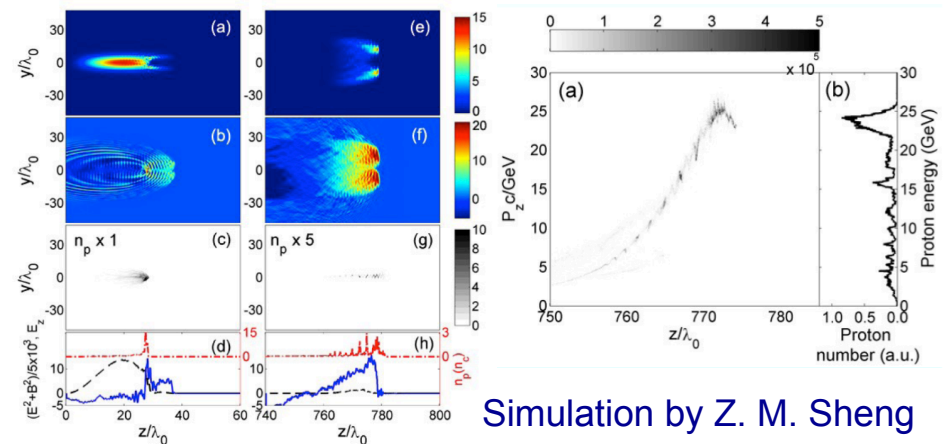 (a)
(e)
y/λ₀
30
0
-30
15
10
5
0
(b)
(f)
y/λ₀
30
0
-30
20
15
10
5
0
n_p x 1
(c)
n_p x 5
(g)
y/λ₀
30
0
-30
10
8
6
4
2
0
(E²+B²)/5x10³, E_z
(d)
(h)
10
5
0
-5
15
0
3
0
n_p(n_c)
0 20 40 60
740 760 780 800
z/λ₀
z/λ₀
0 1 2 3 4 5
x 10
5
(a)
(b)
P_z c/GeV
30
25
20
15
10
5
0
750 760 770 780
z/λ₀
30
25
20
15
10
5
0
Proton energy (GeV)
1.0 0.5 0.0
Proton
number (a.u.)
Simulation by Z. M. Sheng